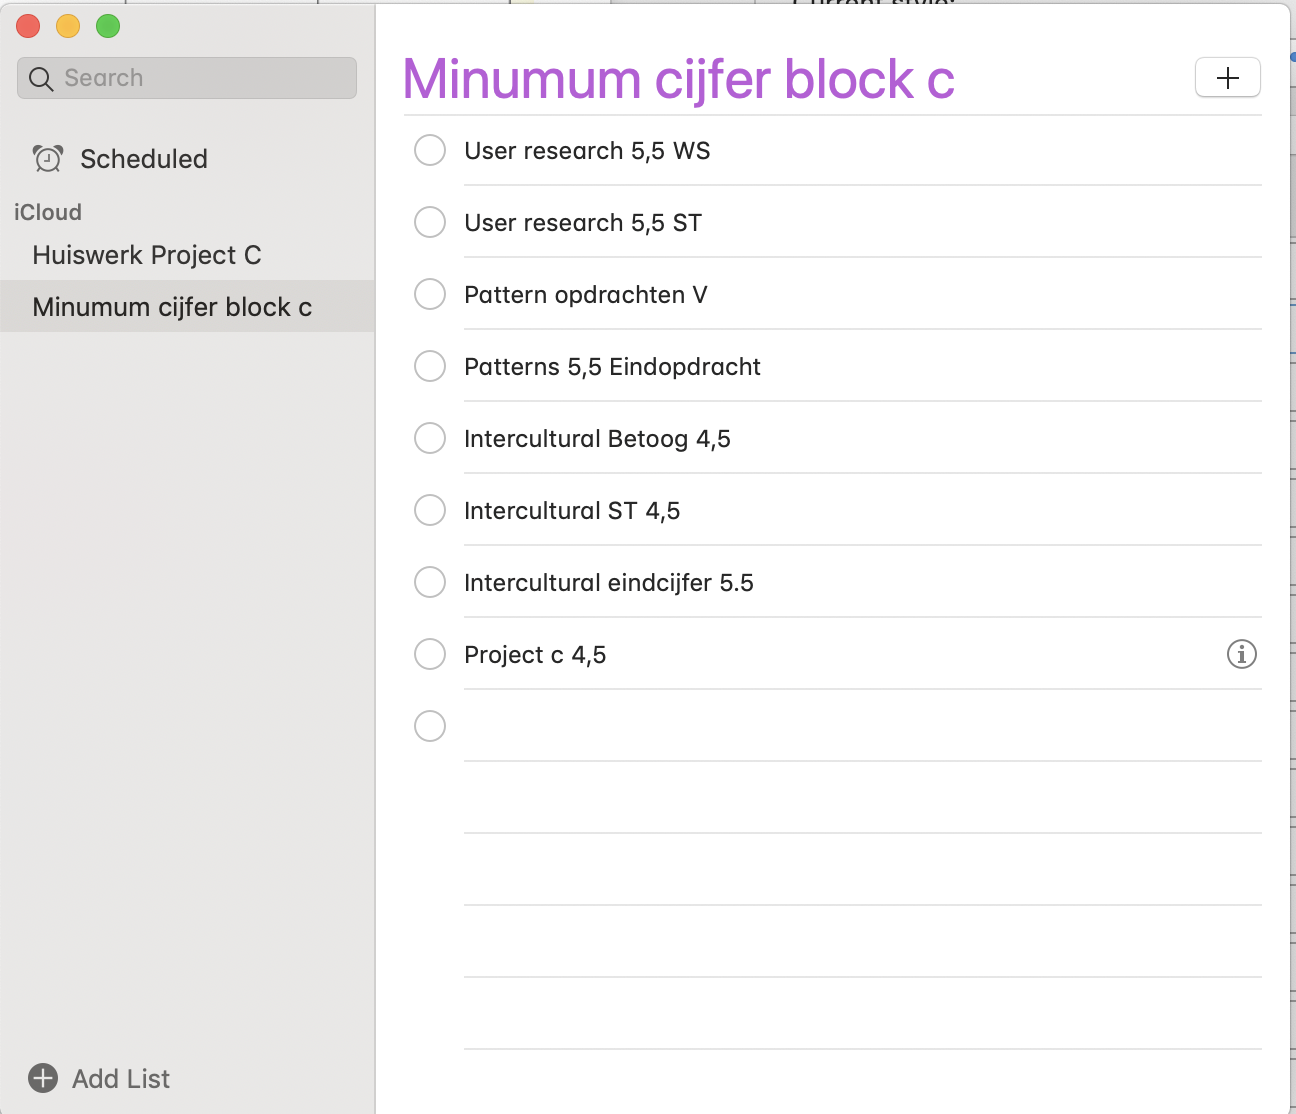 Current style:
Search
Scheduled
iCloud
Huiswerk Project C
Minumum cijfer block c
Add List
Minumum cijfer block c
User research 5,5 WS
User research 5,5 ST
Pattern opdrachten V
Patterns 5,5 Eindopdracht
Intercultural Betoog 4,5
Intercultural ST 4,5
Intercultural eindcijfer 5.5
Project c 4,5